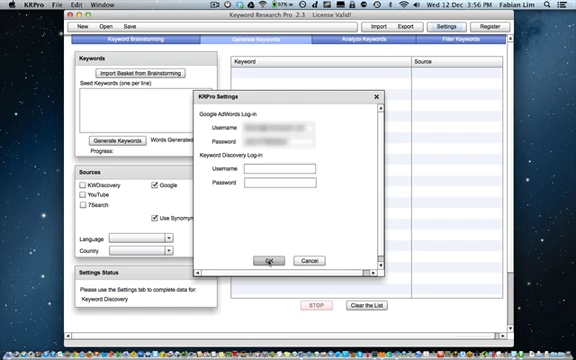 KRPro File Edit Window Help 97% Wed 12 Dec 3:56 PM Fabian Lim
Keyword Research Pro 2.3 License Valid!
New Open Save Import Export Settings Register
Keyword Brainstorming Generate Keywords Analyze Keywords Filter Keywords
Keywords
Import Basket from Brainstorming
Seed Keywords (one per line)
Generate Keywords Words Generated
Progress:
Sources
KWDiscovery Google
YouTube
7Search
Use Synonym
Language
Country
Settings Status
Please use the Settings tab to complete data for:
Keyword Discovery
Keyword Source
KRPro Settings
Google AdWords Log-in
Username
Password
Keyword Discovery Log-in
Username
Password
OK Cancel
STOP Clear the List